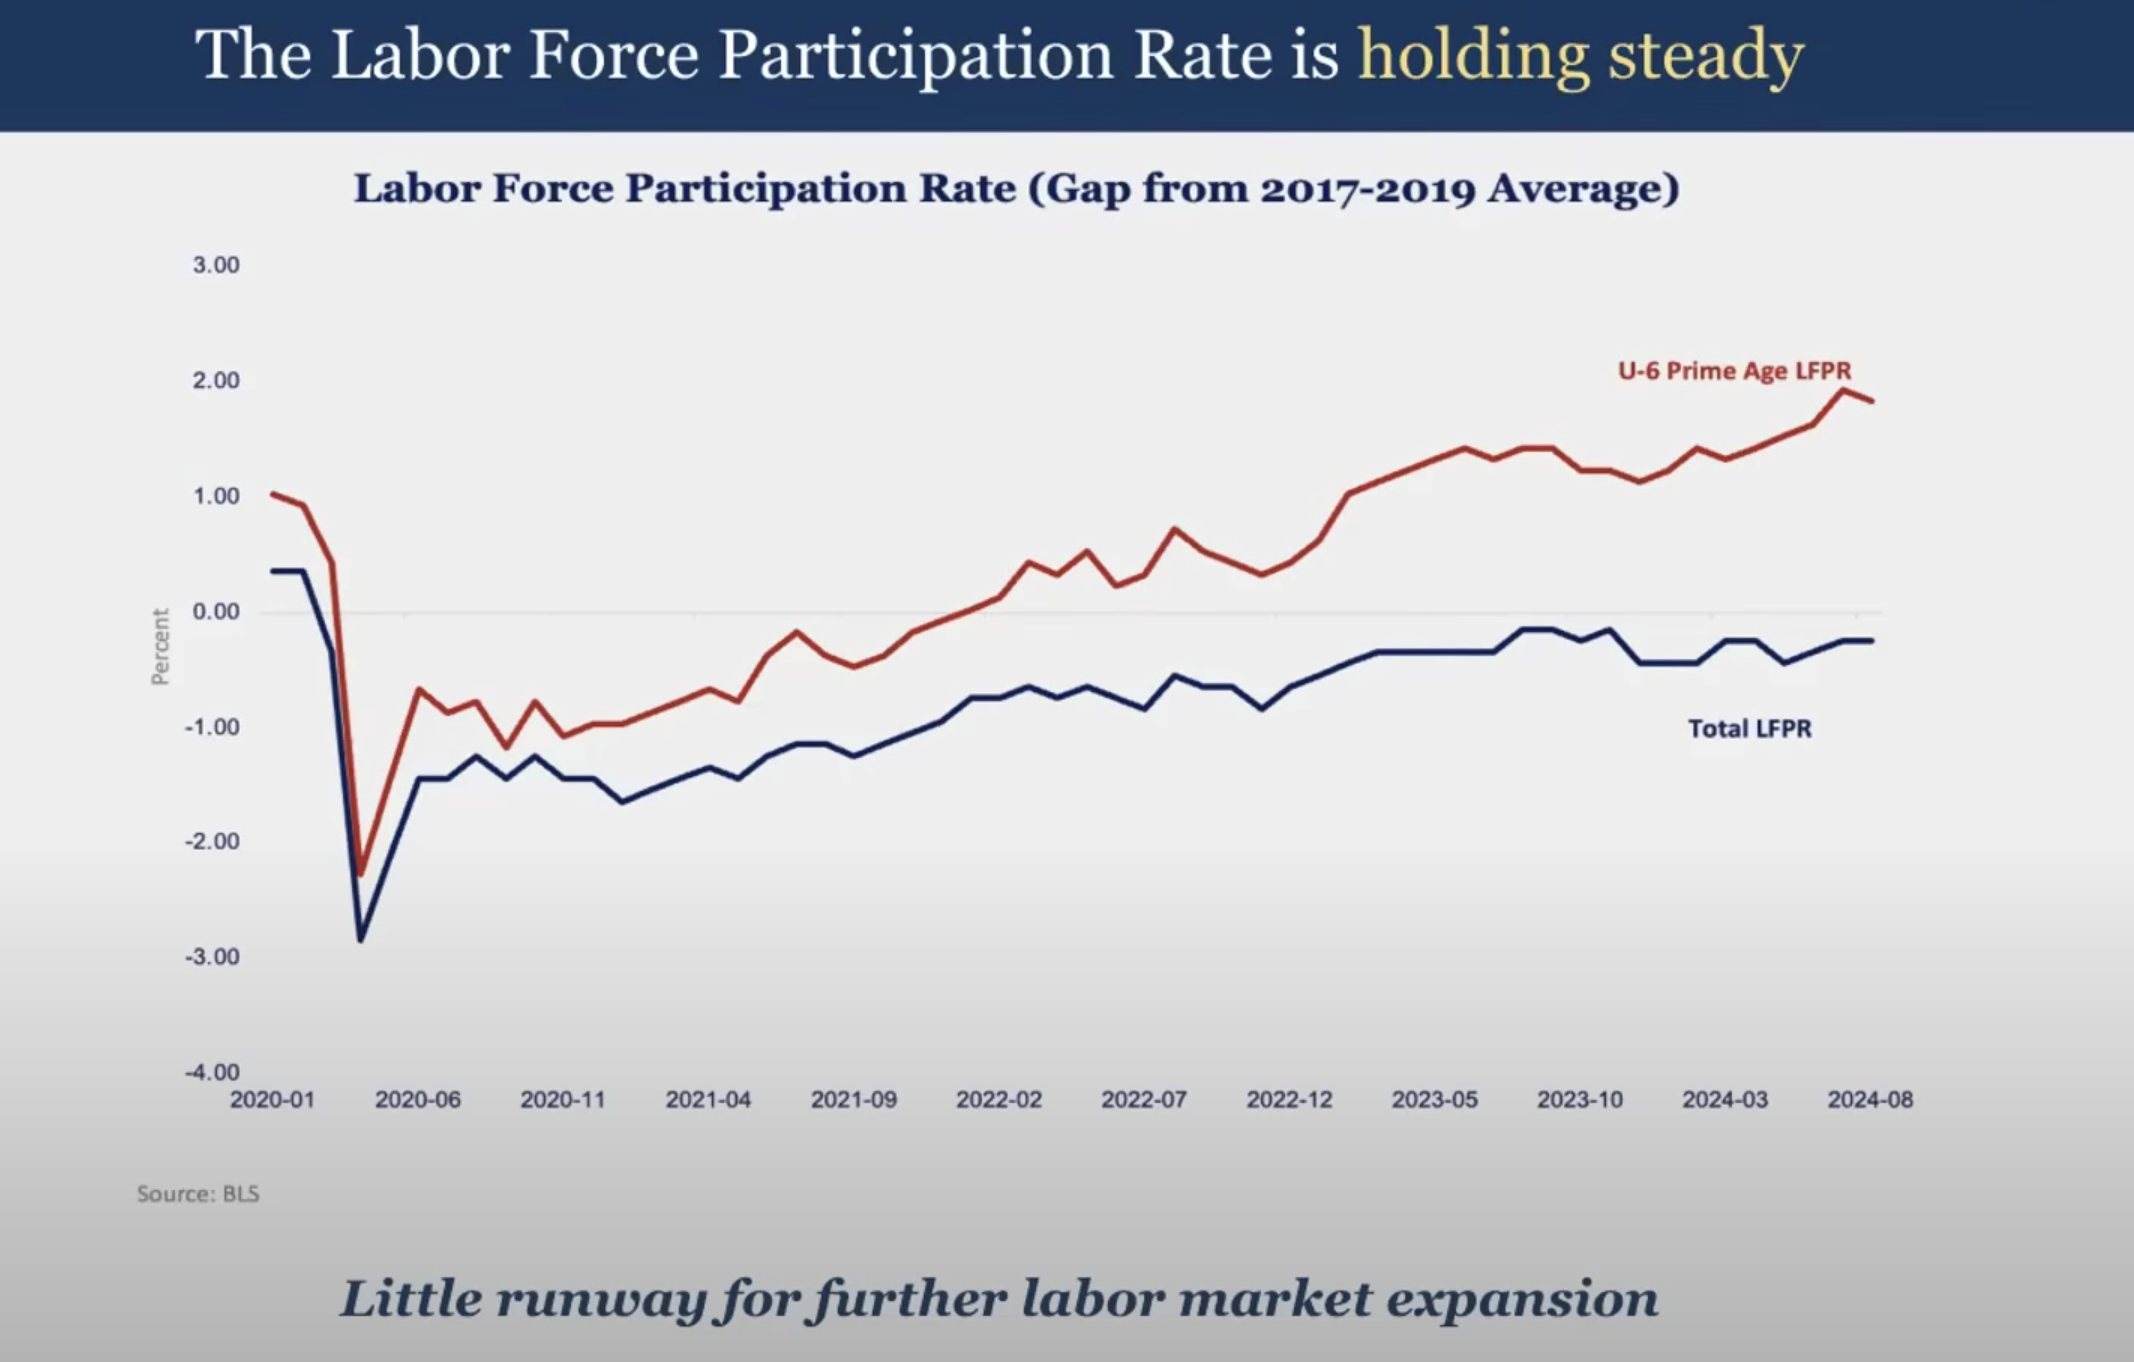 The Labor Force Participation Rate is holding steady
Labor Force Participation Rate (Gap from 2017-2019 Average)
3.00
2.00
1.00
0.00
-1.00
-2.00
-3.00
-4.00
Percent
U-6 Prime Age LFPR
Total LFPR
2020-01 2020-06 2020-11 2021-04 2021-09 2022-02 2022-07 2022-12 2023-05 2023-10 2024-03 2024-08
Source: BLS
Little runway for further labor market expansion